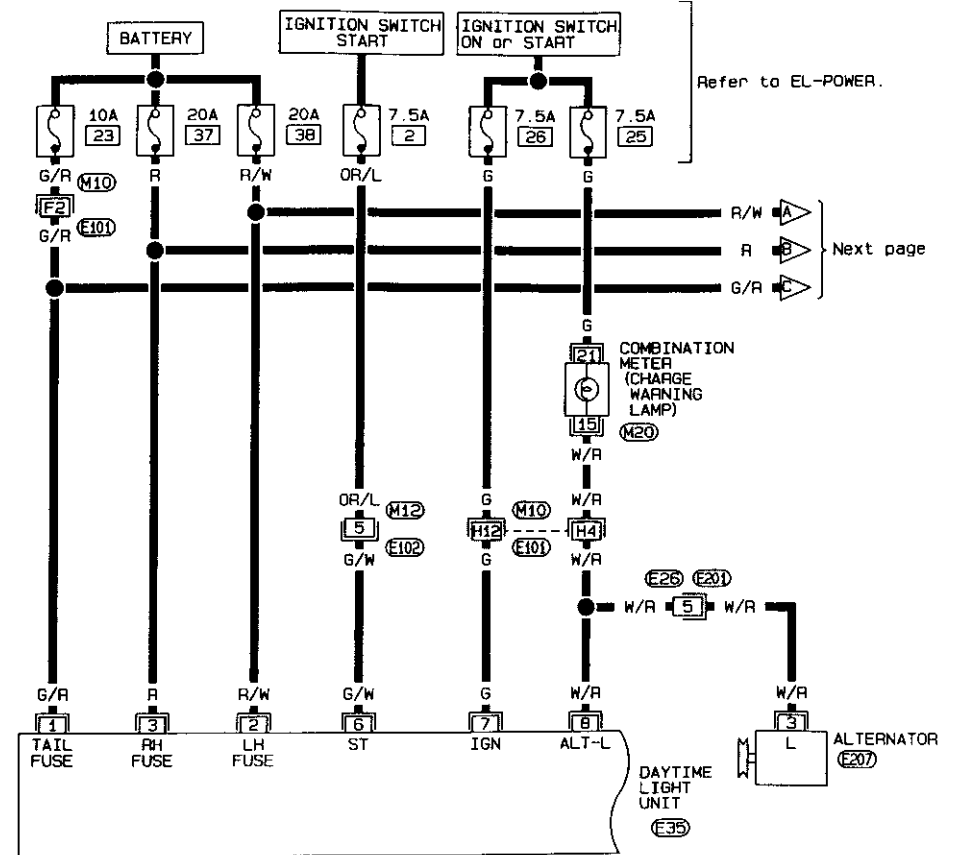 BATTERY
IGNITION SWITCH
START
IGNITION SWITCH
ON or START
Refer to EL-POWER.
10A
23
20A
37
20A
38
7.5A
2
7.5A
26
7.5A
25
G/R
R
R/W
OR/L
G
G
M10
F2
E101
G/R
R/W
A
R
B
Next page
G/R
C
G
21
COMBINATION
METER
(CHARGE
WARNING
LAMP)
15
M20
W/R
OR/L
M12
5
E102
G/W
G
M10
H12
E101
G
W/R
H4
W/R
E26
E201
W/R
5
W/R
G/R
R
R/W
G/W
G
W/R
W/R
1
3
2
6
7
8
3
TAIL
FUSE
RH
FUSE
LH
FUSE
ST
IGN
ALT-L
L
ALTERNATOR
E207
DAYTIME
LIGHT
UNIT
E35